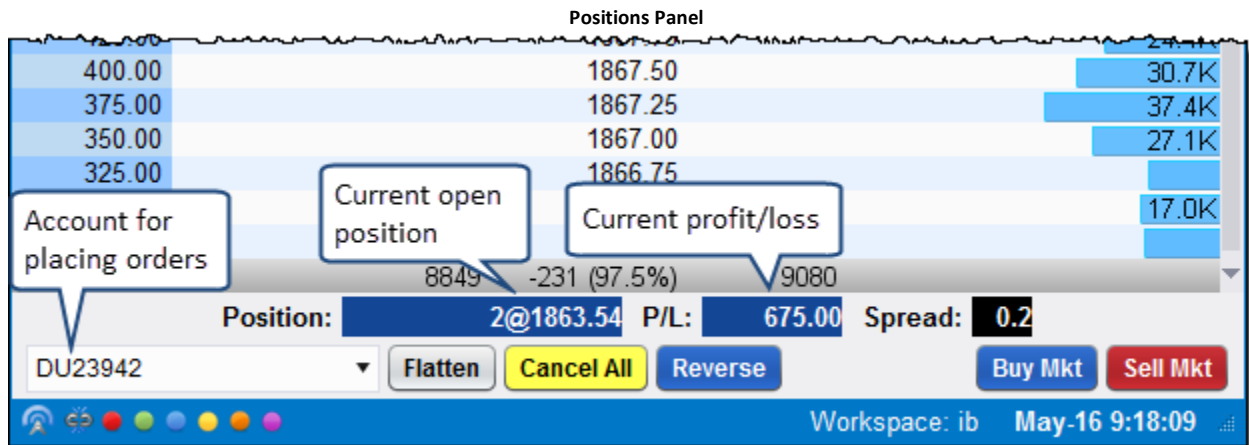 Positions Panel
400.00 1867.50 30.7K
375.00 1867.25 37.4K
350.00 1867.00 27.1K
325.00 1866.75
Current open
position
Account for
placing orders
Current profit/loss
17.0K
8849 -231 (97.5%) 9080
Position: 2@1863.54 P/L: 675.00 Spread: 0.2
DU23942 Flatten Cancel All Reverse Buy Mkt Sell Mkt
Workspace: ib May-16 9:18:09